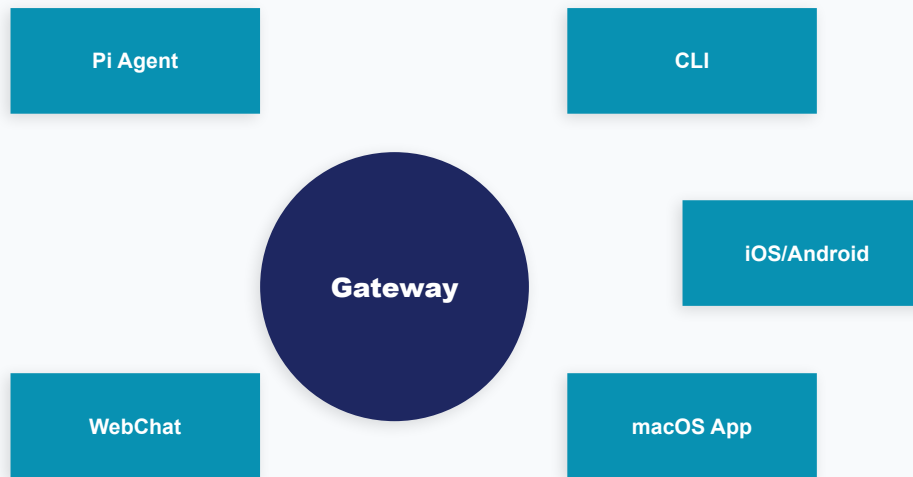 Pi Agent
CLI
iOS/Android
Gateway
WebChat
macOS App